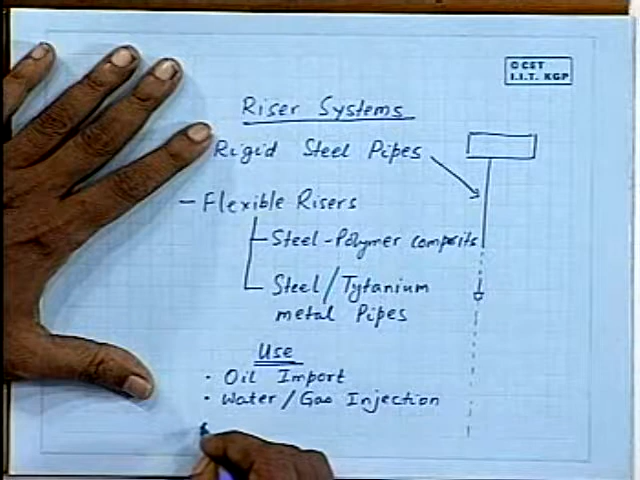 © CET
I.I.T. KGP
Riser Systems
Rigid Steel Pipes
- Flexible Risers
Steel-Polymer composits
Steel/Tytanium
metal Pipes
Use
· Oil Import
· Water/Gas Injection